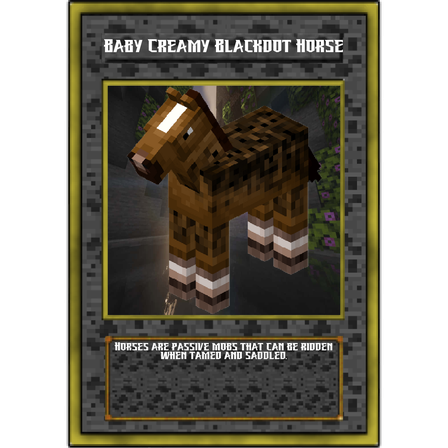 Baby Creamy Blackdot Horse
Horses are passive mobs that can be ridden
when tamed and saddled.